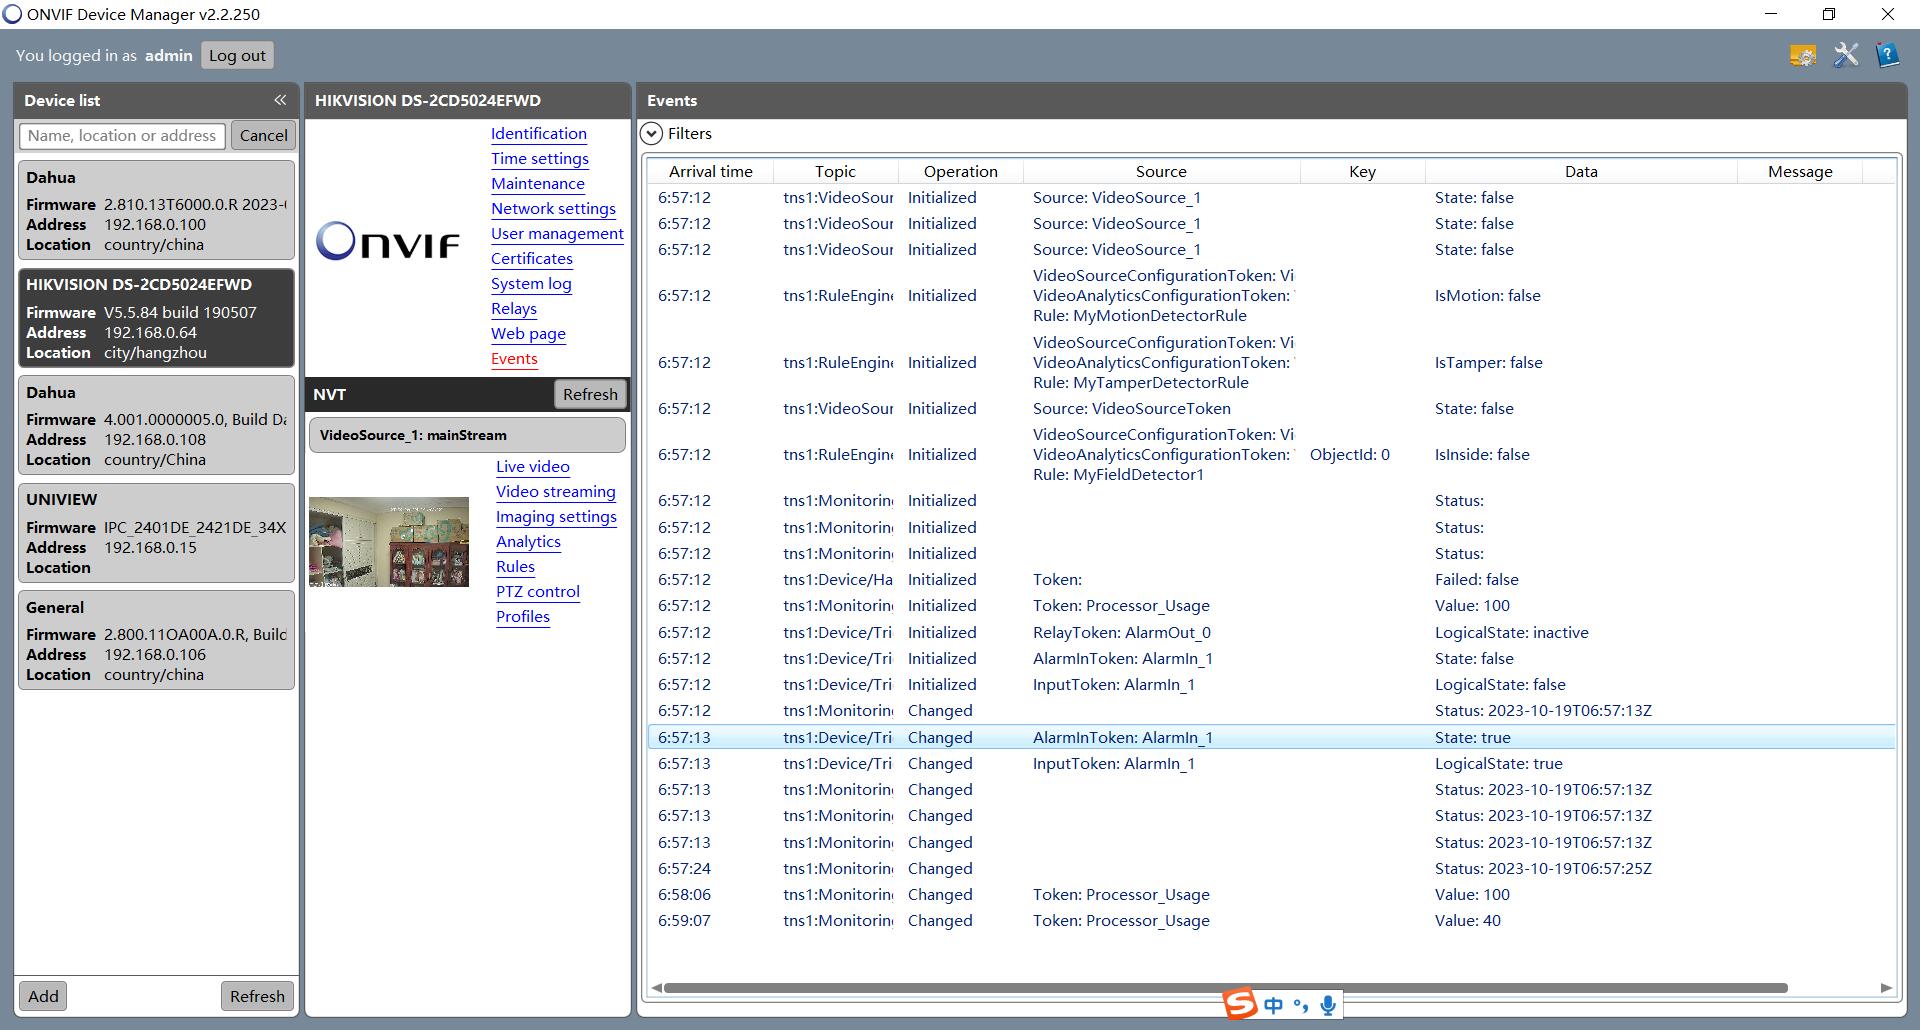 ONVIF Device Manager v2.2.250
You logged in as admin
Log out
Device list
Name, location or address
Cancel
Dahua
Firmware 2.810.13T6000.0.R 2023-
Address 192.168.0.100
Location country/china
HIKVISION DS-2CD5024EFWD
Firmware V5.5.84 build 190507
Address 192.168.0.64
Location city/hangzhou
Dahua
Firmware 4.001.0000005.0, Build Da
Address 192.168.0.108
Location country/China
UNIVIEW
Firmware IPC_2401DE_2421DE_34X
Address 192.168.0.15
Location
General
Firmware 2.800.11OA00A.0.R, Build
Address 192.168.0.106
Location country/china
Add
Refresh
HIKVISION DS-2CD5024EFWD
ONVIF
Identification
Time settings
Maintenance
Network settings
User management
Certificates
System log
Relays
Web page
Events
NVT
Refresh
VideoSource_1: mainStream
Live video
Video streaming
Imaging settings
Analytics
Rules
PTZ control
Profiles
Events
Filters
Arrival time Topic Operation Source Key Data Message
6:57:12 tns1:VideoSour Initialized Source: VideoSource_1 State: false
6:57:12 tns1:VideoSour Initialized Source: VideoSource_1 State: false
6:57:12 tns1:VideoSour Initialized Source: VideoSource_1 State: false
VideoSourceConfigurationToken: Vi
6:57:12 tns1:RuleEngine Initialized VideoAnalyticsConfigurationToken: IsMotion: false
Rule: MyMotionDetectorRule
VideoSourceConfigurationToken: Vi
6:57:12 tns1:RuleEngine Initialized VideoAnalyticsConfigurationToken: IsTamper: false
Rule: MyTamperDetectorRule
6:57:12 tns1:VideoSour Initialized Source: VideoSourceToken State: false
VideoSourceConfigurationToken: Vi
6:57:12 tns1:RuleEngine Initialized VideoAnalyticsConfigurationToken: ObjectId: 0 IsInside: false
Rule: MyFieldDetector1
6:57:12 tns1:Monitorin Initialized Status:
6:57:12 tns1:Monitorin Initialized Status:
6:57:12 tns1:Monitorin Initialized Status:
6:57:12 tns1:Device/Ha Initialized Token: Failed: false
6:57:12 tns1:Monitorin Initialized Token: Processor_Usage Value: 100
6:57:12 tns1:Device/Tri Initialized RelayToken: AlarmOut_0 LogicalState: inactive
6:57:12 tns1:Device/Tri Initialized AlarmInToken: AlarmIn_1 State: false
6:57:12 tns1:Device/Tri Initialized InputToken: AlarmIn_1 LogicalState: false
6:57:12 tns1:Monitorin Changed Status: 2023-10-19T06:57:13Z
6:57:13 tns1:Device/Tri Changed AlarmInToken: AlarmIn_1 State: true
6:57:13 tns1:Device/Tri Changed InputToken: AlarmIn_1 LogicalState: true
6:57:13 tns1:Monitorin Changed Status: 2023-10-19T06:57:13Z
6:57:13 tns1:Monitorin Changed Status: 2023-10-19T06:57:13Z
6:57:13 tns1:Monitorin Changed Status: 2023-10-19T06:57:13Z
6:57:24 tns1:Monitorin Changed Status: 2023-10-19T06:57:25Z
6:58:06 tns1:Monitorin Changed Token: Processor_Usage Value: 100
6:59:07 tns1:Monitorin Changed Token: Processor_Usage Value: 40
S 中